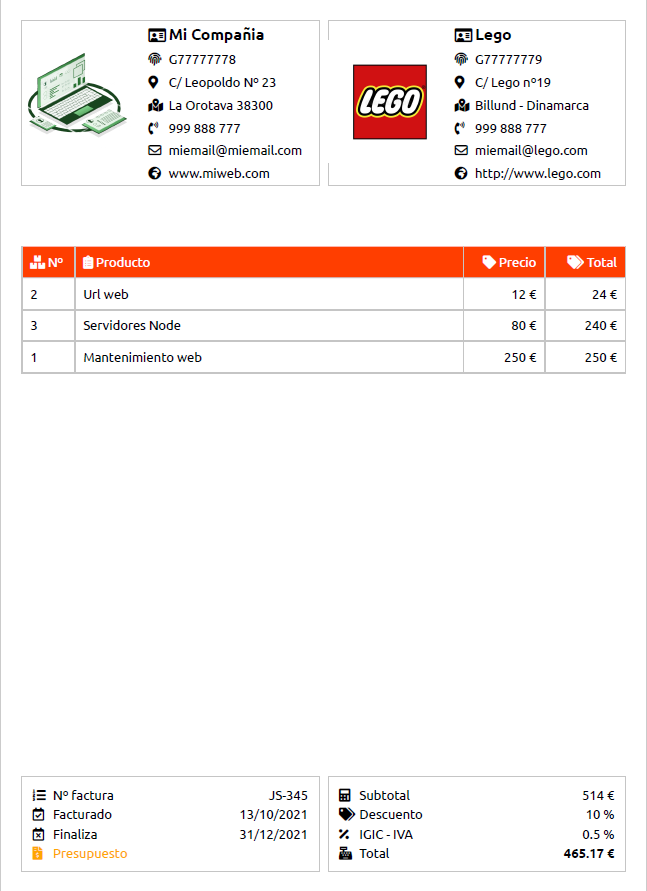 Mi Compañia
G77777778
C/ Leopoldo Nº 23
La Orotava 38300
999 888 777
miemail@miemail.com
www.miweb.com
LEGO
Lego
G77777779
C/ Lego nº19
Billund - Dinamarca
999 888 777
miemail@lego.com
http://www.lego.com
Nº Producto Precio Total
2 Url web 12 € 24 €
3 Servidores Node 80 € 240 €
1 Mantenimiento web 250 € 250 €
Nº factura JS-345
Facturado 13/10/2021
Finaliza 31/12/2021
Presupuesto
Subtotal 514 €
Descuento 10 %
IGIC - IVA 0.5 %
Total 465.17 €